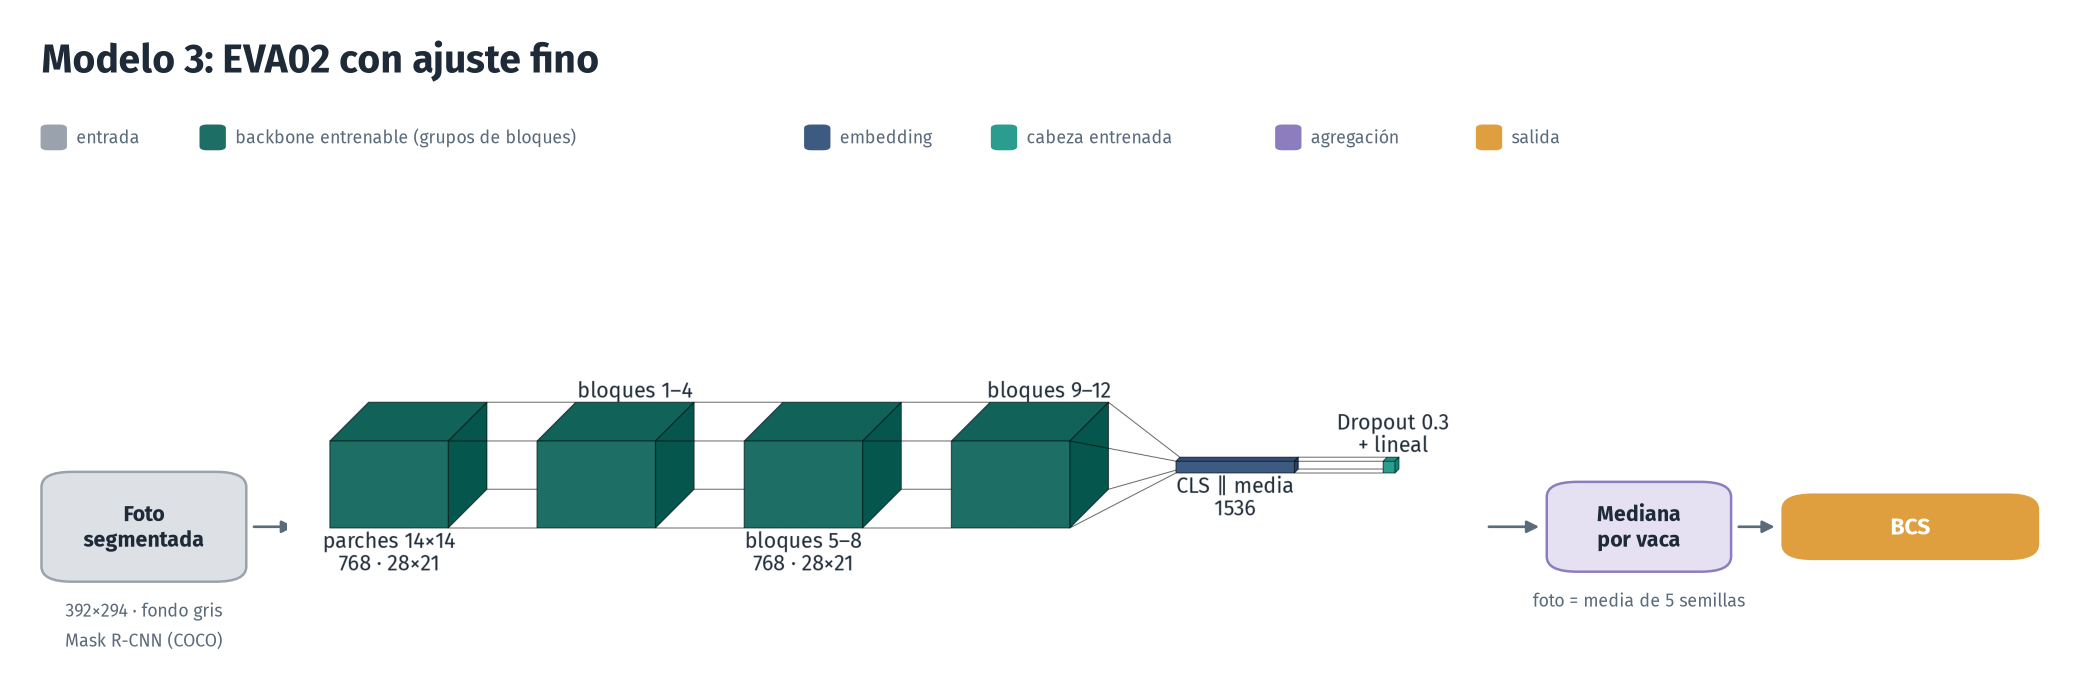 Modelo 3: EVA02 con ajuste fino
entrada
backbone entrenable (grupos de bloques)
embedding
cabeza entrenada
agregación
salida
Foto
segmentada
392×294 · fondo gris
Mask R-CNN (COCO)
parches 14×14
768 · 28×21
bloques 1–4
bloques 5–8
768 · 28×21
bloques 9–12
CLS ‖ media
1536
Dropout 0.3
+ lineal
Mediana
por vaca
foto = media de 5 semillas
BCS